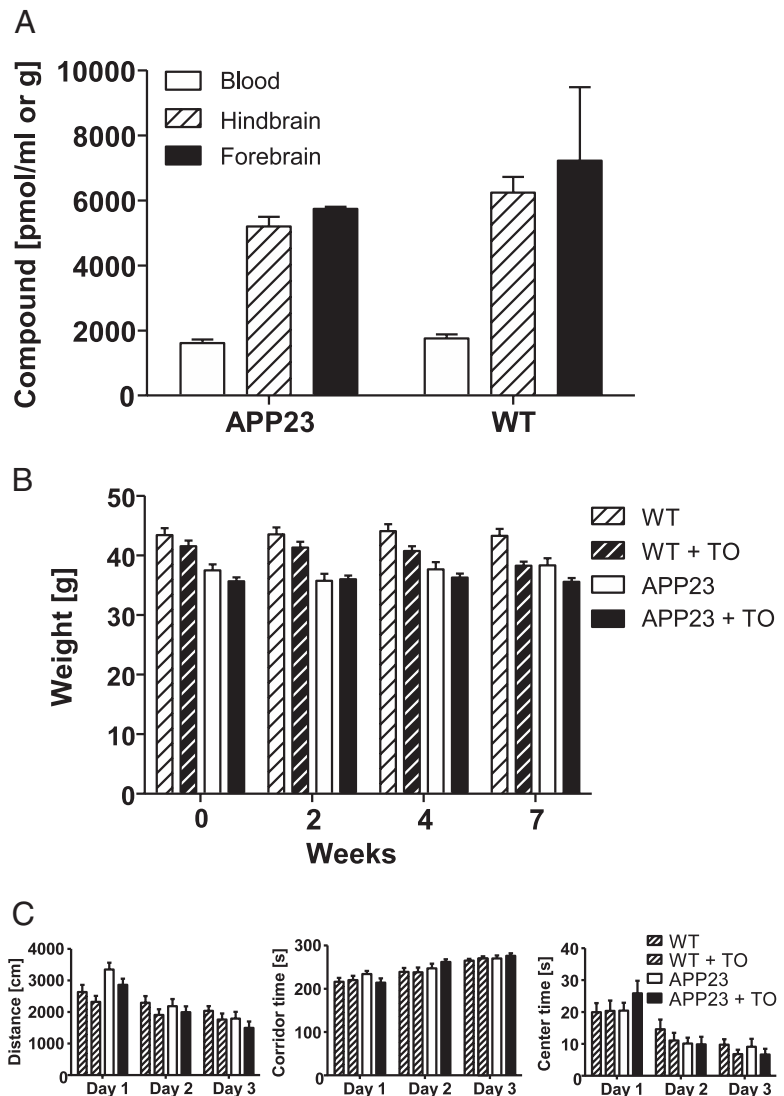 A
Compound [pmol/ml or g]
10000
8000
6000
4000
2000
0
Blood
Hindbrain
Forebrain
APP23
WT
B
Weight [g]
50
40
30
20
10
0
WT
WT + TO
APP23
APP23 + TO
0 2 4 7
Weeks
C
Distance [cm]
4000
3000
2000
1000
0
Day 1 Day 2 Day 3
Corridor time [s]
300
200
100
0
Day 1 Day 2 Day 3
Center time [s]
40
30
20
10
0
WT
WT + TO
APP23
APP23 + TO
Day 1 Day 2 Day 3